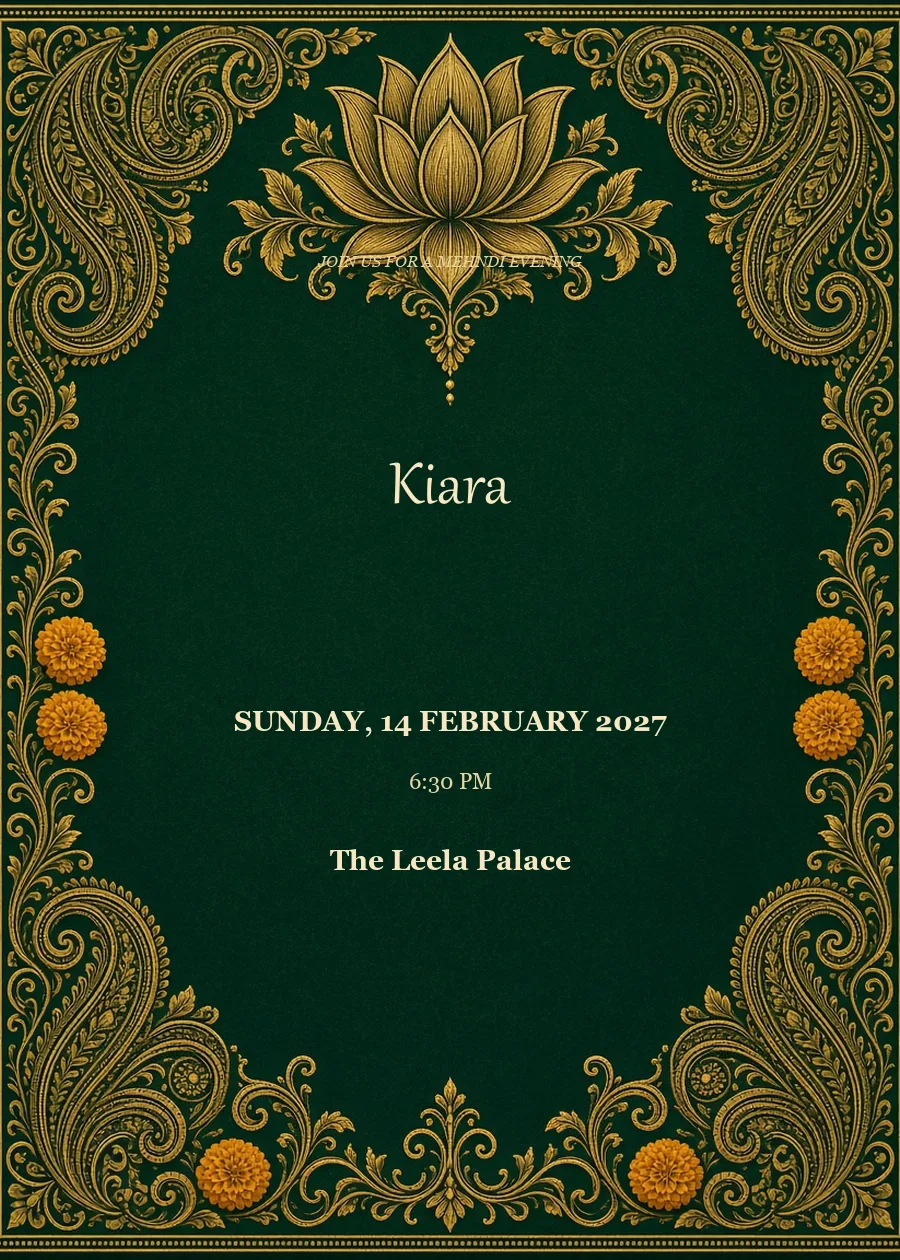 JOIN US FOR A MEHNDI EVENING
Kiara
SUNDAY, 14 FEBRUARY 2027
6:30 PM
The Leela Palace